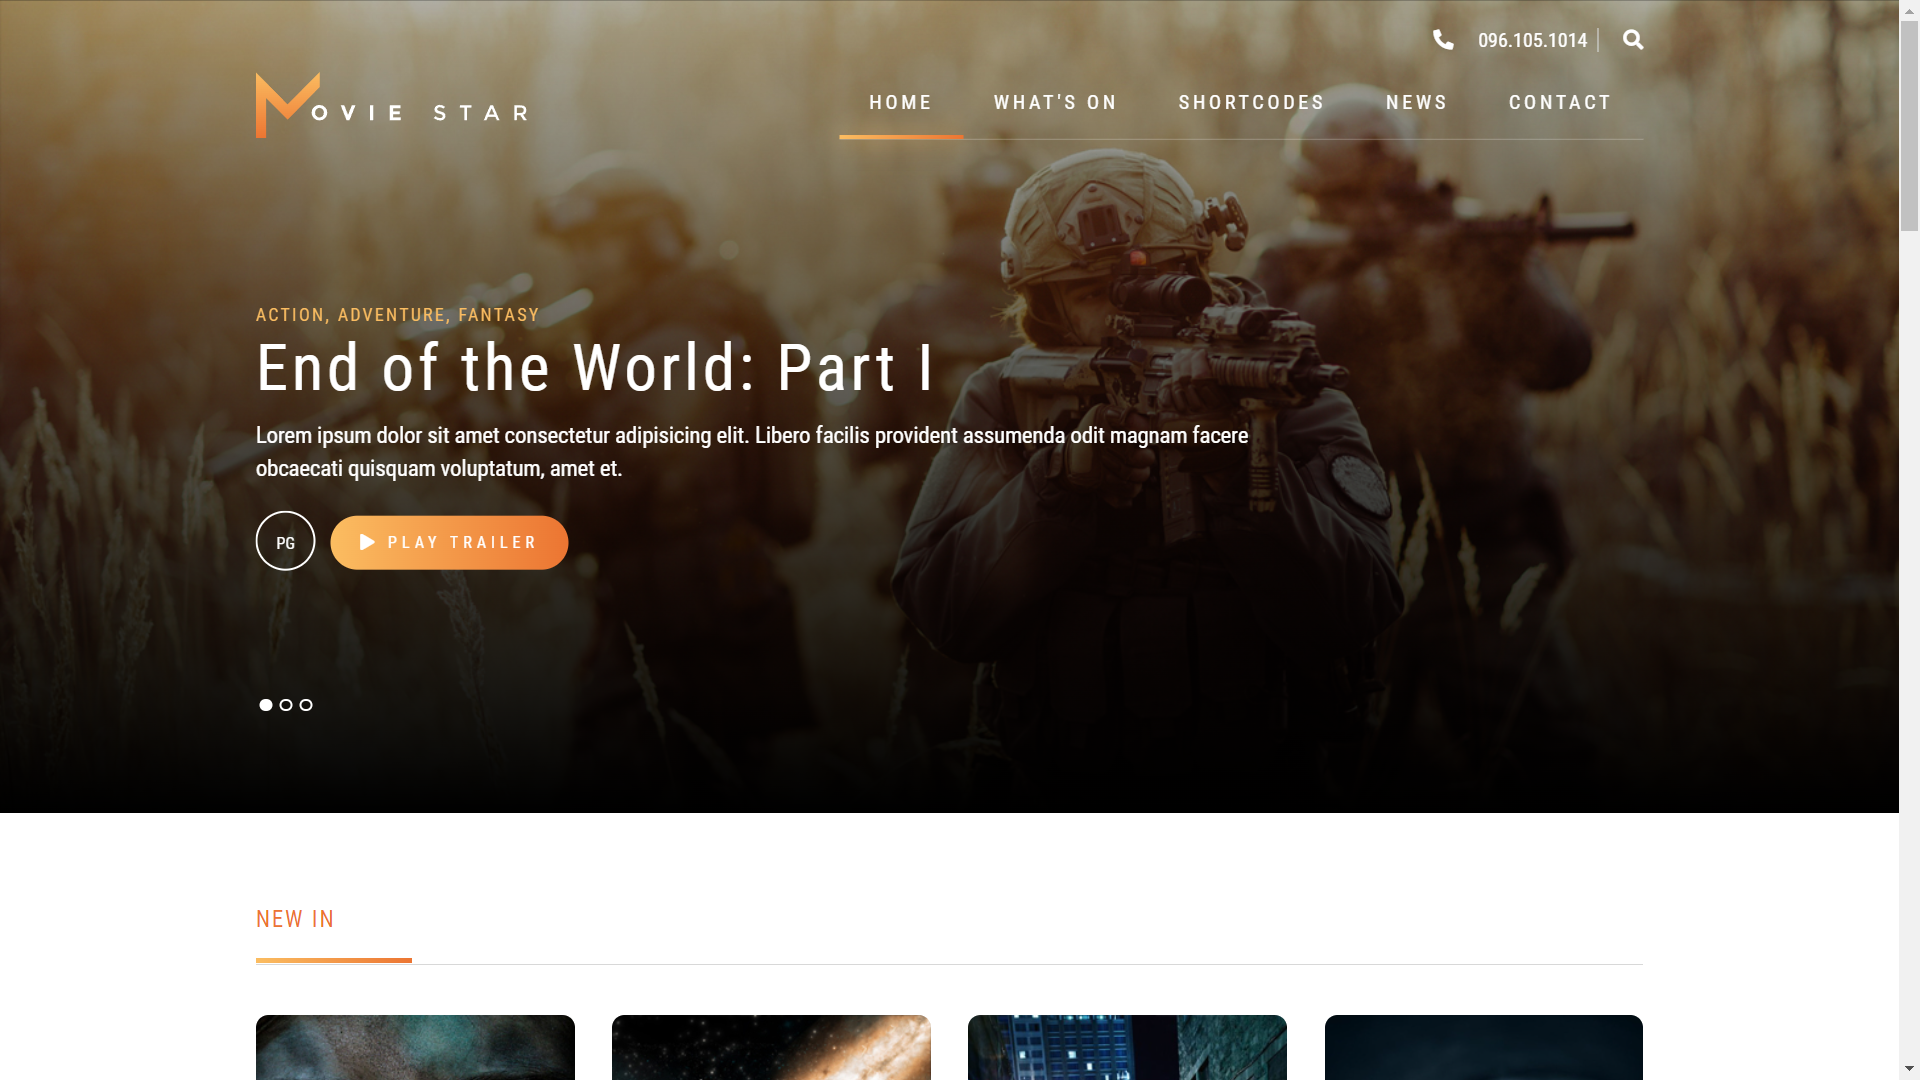 096.105.1014
MOVIE STAR
HOME WHAT'S ON SHORTCODES NEWS CONTACT
ACTION, ADVENTURE, FANTASY
End of the World: Part I
Lorem ipsum dolor sit amet consectetur adipisicing elit. Libero facilis provident assumenda odit magnam facere
obcaecati quisquam voluptatum, amet et.
PG PLAY TRAILER
NEW IN